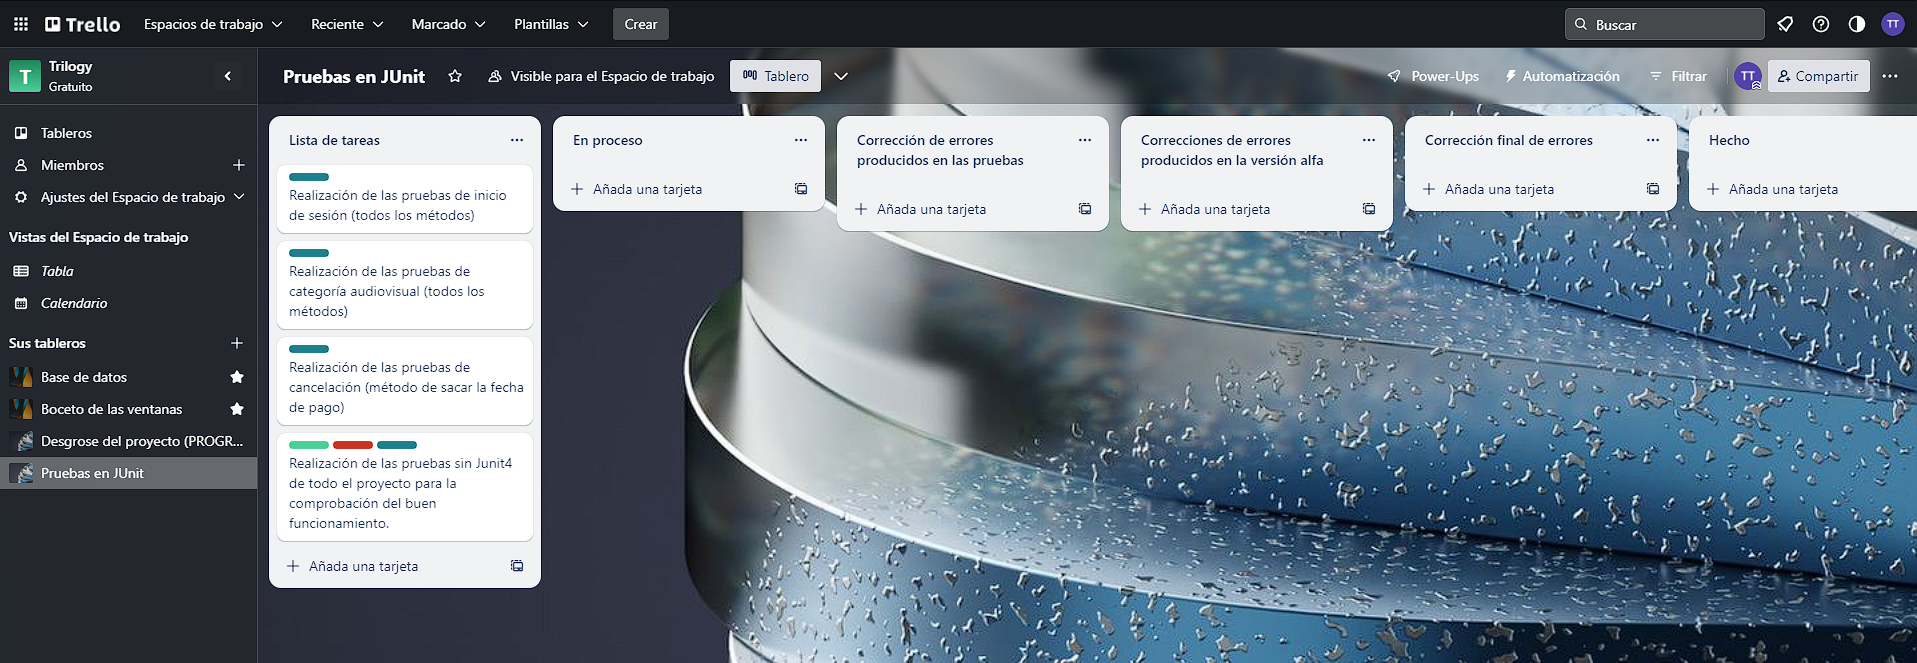 Trello
Espacios de trabajo
Reciente
Marcado
Plantillas
Crear
Buscar
TT
T
Trilogy
Gratuito
Pruebas en JUnit
Visible para el Espacio de trabajo
Tablero
Power-Ups
Automatización
Filtrar
TT
Compartir
Tableros
Miembros
Ajustes del Espacio de trabajo
Vistas del Espacio de trabajo
Tabla
Calendario
Sus tableros
Base de datos
Boceto de las ventanas
Desgrose del proyecto (PROGR...
Pruebas en JUnit
Lista de tareas
Realización de las pruebas de inicio
de sesión (todos los métodos)
Realización de las pruebas de
categoría audiovisual (todos los
métodos)
Realización de las pruebas de
cancelación (método de sacar la fecha
de pago)
Realización de las pruebas sin Junit4
de todo el proyecto para la
comprobación del buen
funcionamiento.
Añada una tarjeta
En proceso
Añada una tarjeta
Corrección de errores
producidos en las pruebas
Añada una tarjeta
Correcciones de errores
producidos en la versión alfa
Añada una tarjeta
Corrección final de errores
Añada una tarjeta
Hecho
Añada una tarjeta